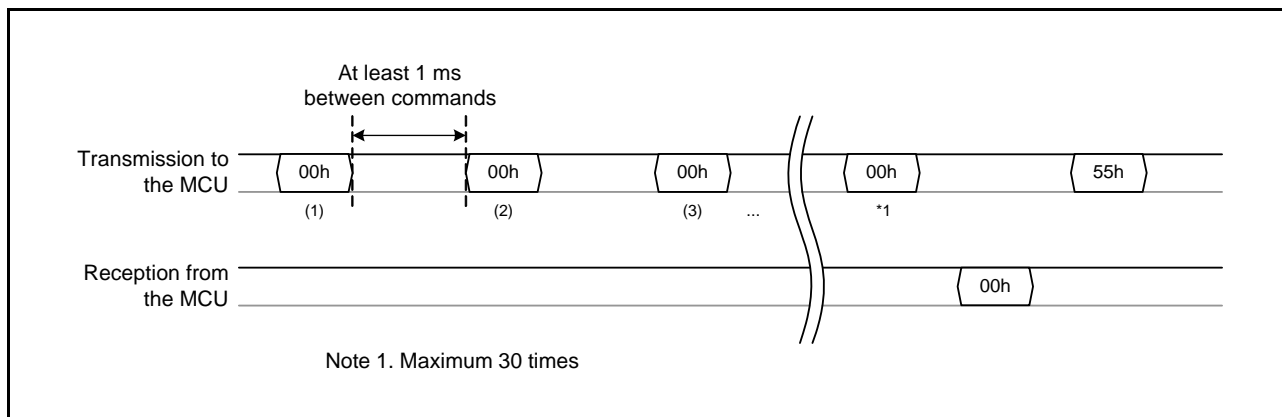 At least 1 ms
between commands
Transmission to
the MCU
00h
00h
00h
00h
55h
(1)
(2)
(3)
...
*1
Reception from
the MCU
00h
Note 1. Maximum 30 times